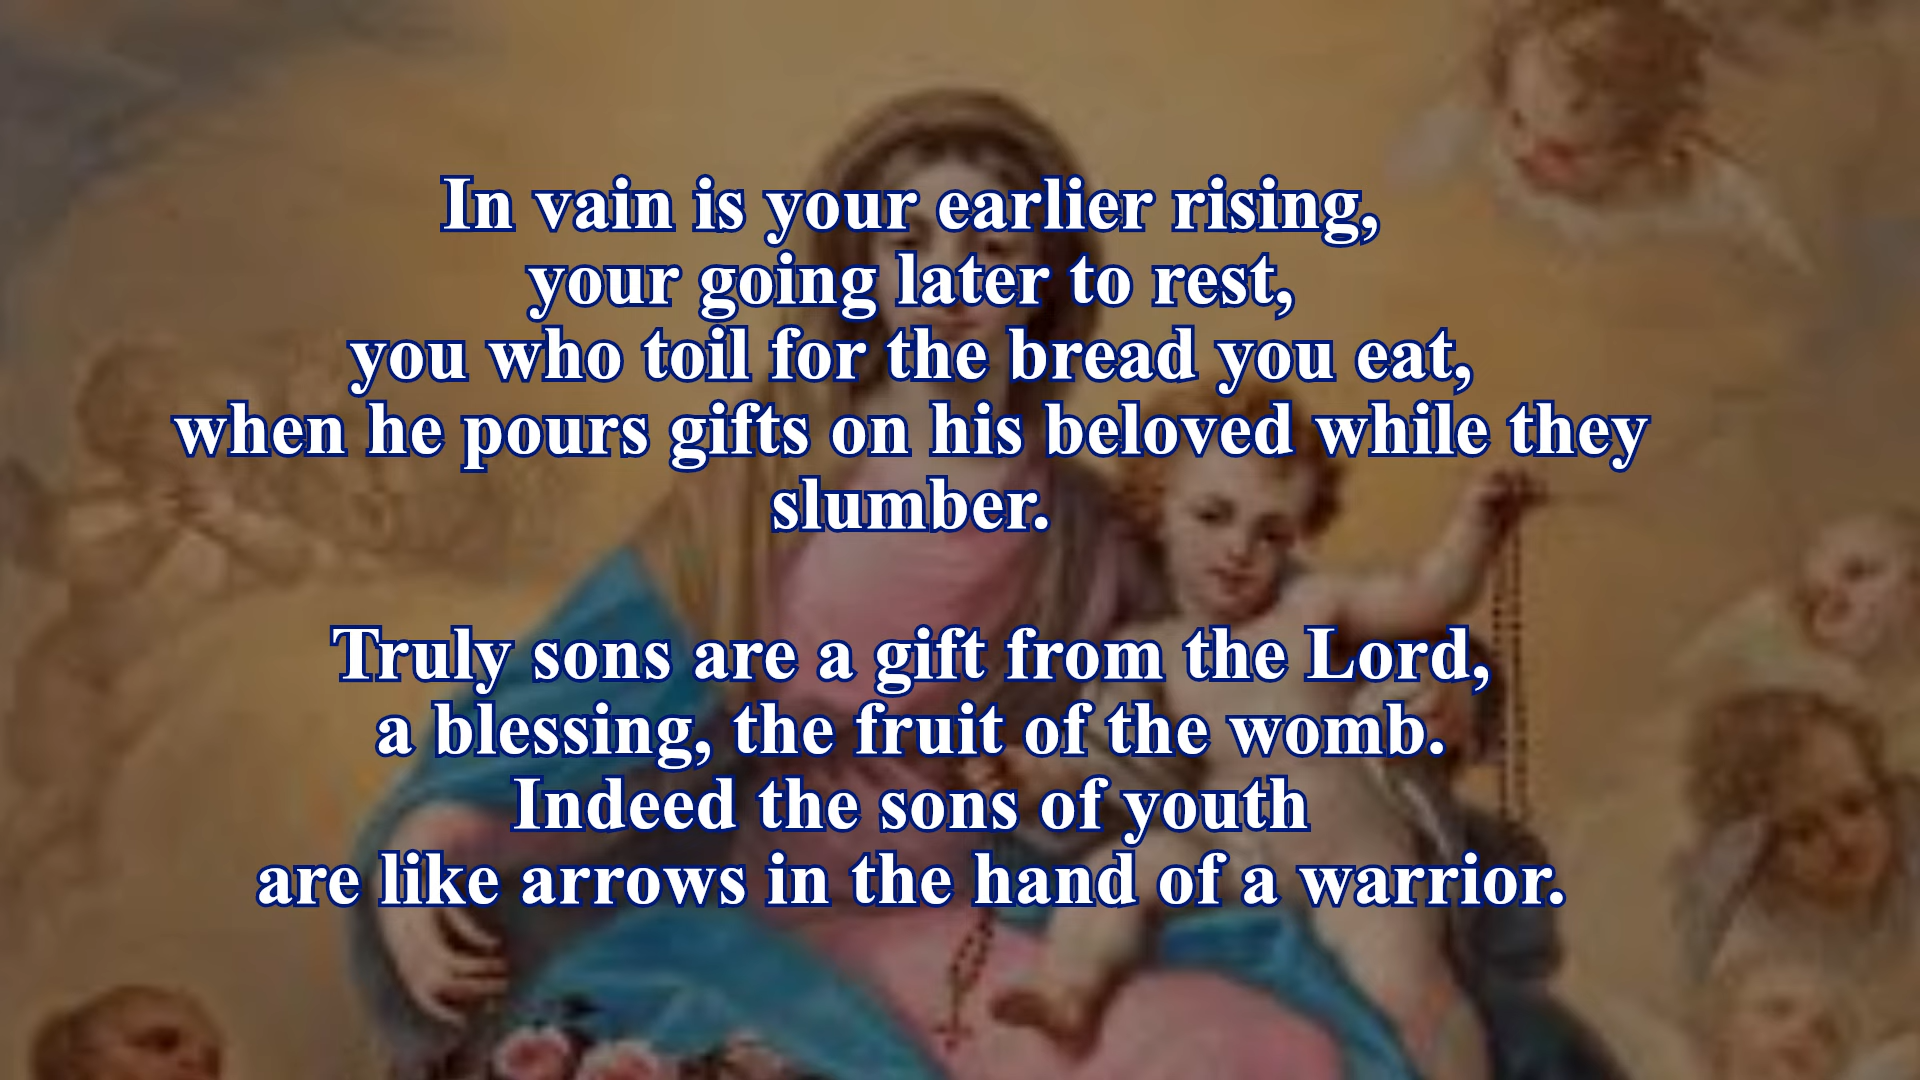 In vain is your earlier rising,
your going later to rest,
you who toil for the bread you eat,
when he pours gifts on his beloved while they
slumber.
Truly sons are a gift from the Lord,
a blessing, the fruit of the womb.
Indeed the sons of youth
are like arrows in the hand of a warrior.